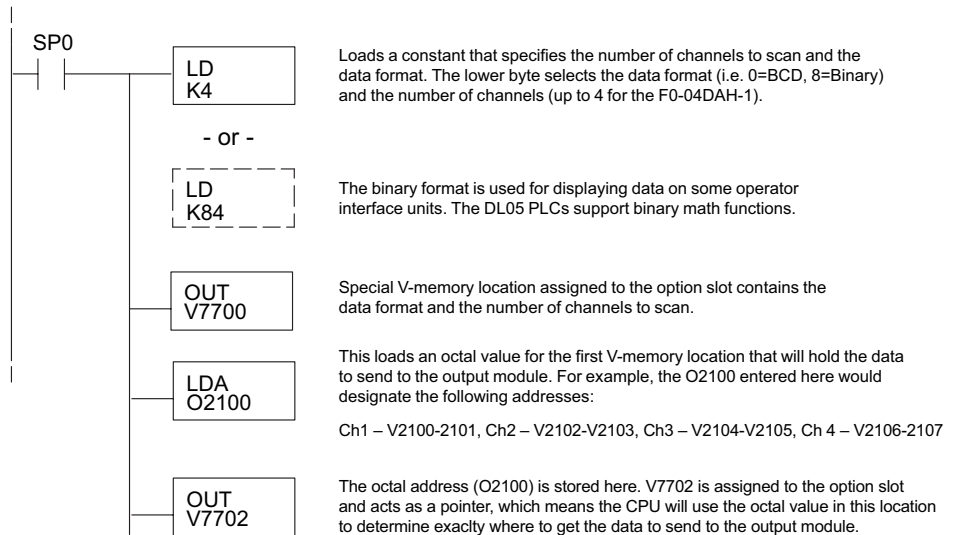 SP0
LD
K4
Loads a constant that specifies the number of channels to scan and the
data format. The lower byte selects the data format (i.e. 0=BCD, 8=Binary)
and the number of channels (up to 4 for the F0-04DAH-1).
- or -
LD
K84
The binary format is used for displaying data on some operator
interface units. The DL05 PLCs support binary math functions.
OUT
V7700
Special V-memory location assigned to the option slot contains the
data format and the number of channels to scan.
LDA
O2100
This loads an octal value for the first V-memory location that will hold the data
to send to the output module. For example, the O2100 entered here would
designate the following addresses:
Ch1 – V2100-2101, Ch2 – V2102-V2103, Ch3 – V2104-V2105, Ch 4 – V2106-2107
OUT
V7702
The octal address (O2100) is stored here. V7702 is assigned to the option slot
and acts as a pointer, which means the CPU will use the octal value in this location
to determine exaclty where to get the data to send to the output module.